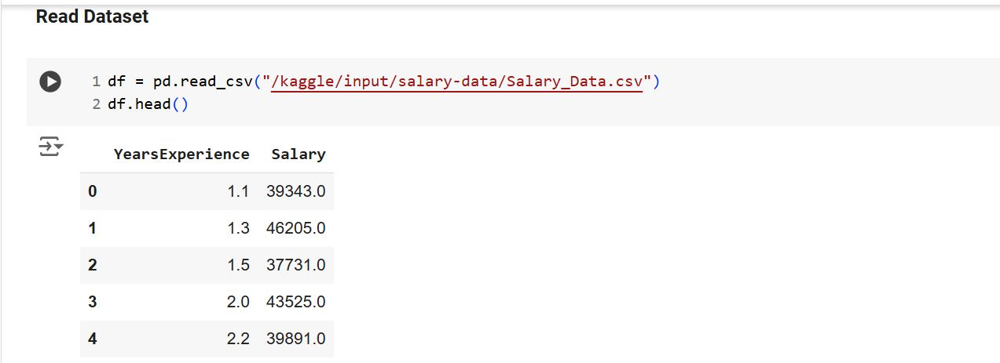 Read Dataset
1 df = pd.read_csv("/kaggle/input/salary-data/Salary_Data.csv")
2 df.head()
YearsExperience Salary
0 1.1 39343.0
1 1.3 46205.0
2 1.5 37731.0
3 2.0 43525.0
4 2.2 39891.0